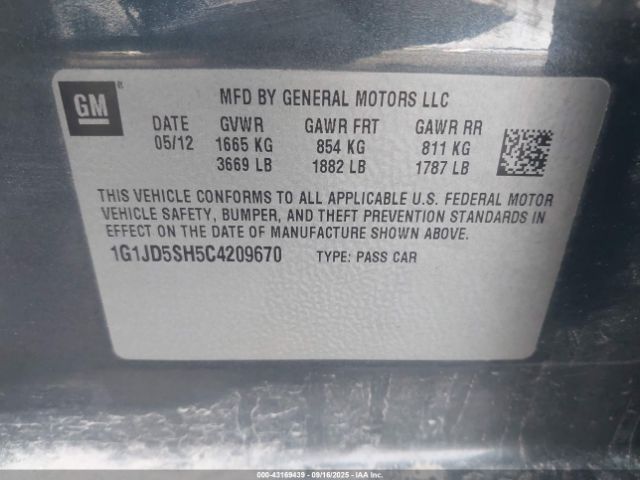 GM ®
MFD BY GENERAL MOTORS LLC
DATE GVWR GAWR FRT GAWR RR
05/12 1665 KG 854 KG 811 KG
3669 LB 1882 LB 1787 LB
THIS VEHICLE CONFORMS TO ALL APPLICABLE U.S. FEDERAL MOTOR
VEHICLE SAFETY, BUMPER, AND THEFT PREVENTION STANDARDS IN
EFFECT ON THE DATE OF MANUFACTURE SHOWN ABOVE.
1G1JD5SH5C4209670 TYPE: PASS CAR
000-43169439 - 09/16/2025 - IAA Inc.